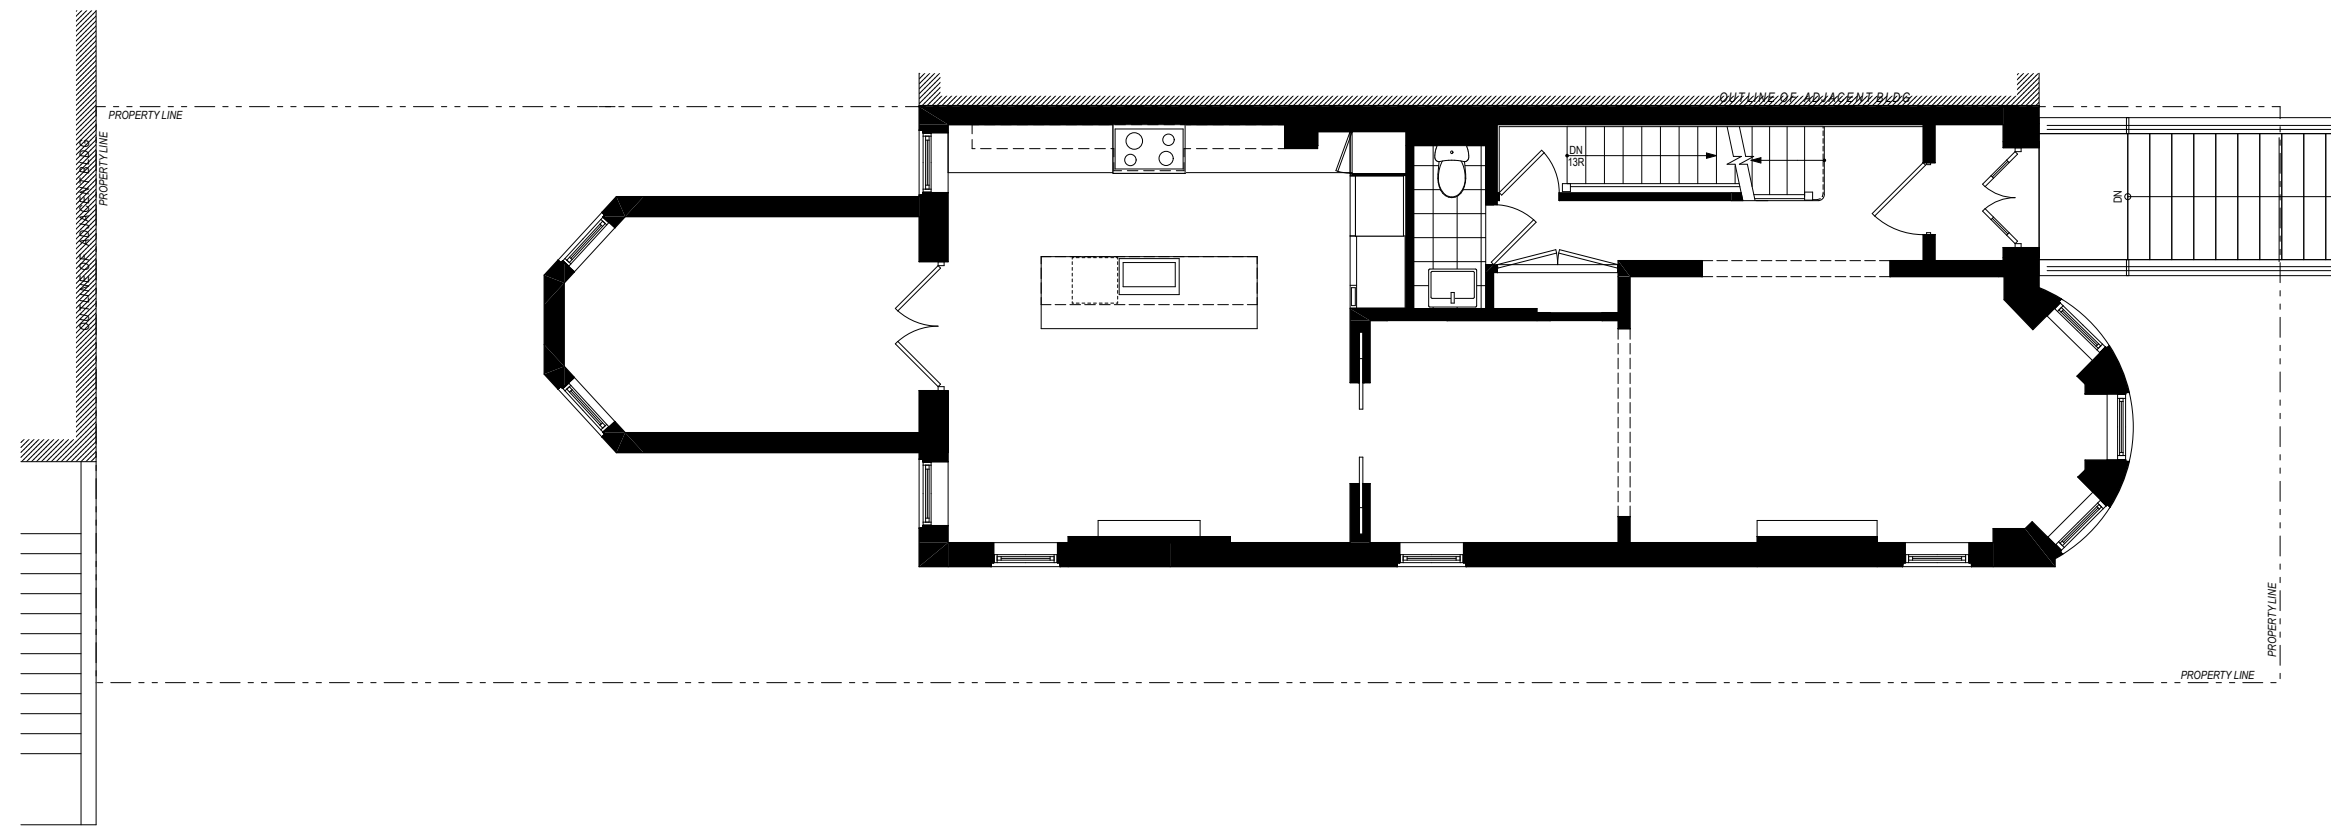 OUTLINE OF ADJACENT BLDG
PROPERTY LINE
PROPERTY LINE
OUTLINE OF ADJACENT BLDG
DN
13R
DN
PROPERTY LINE
PROPERTY LINE